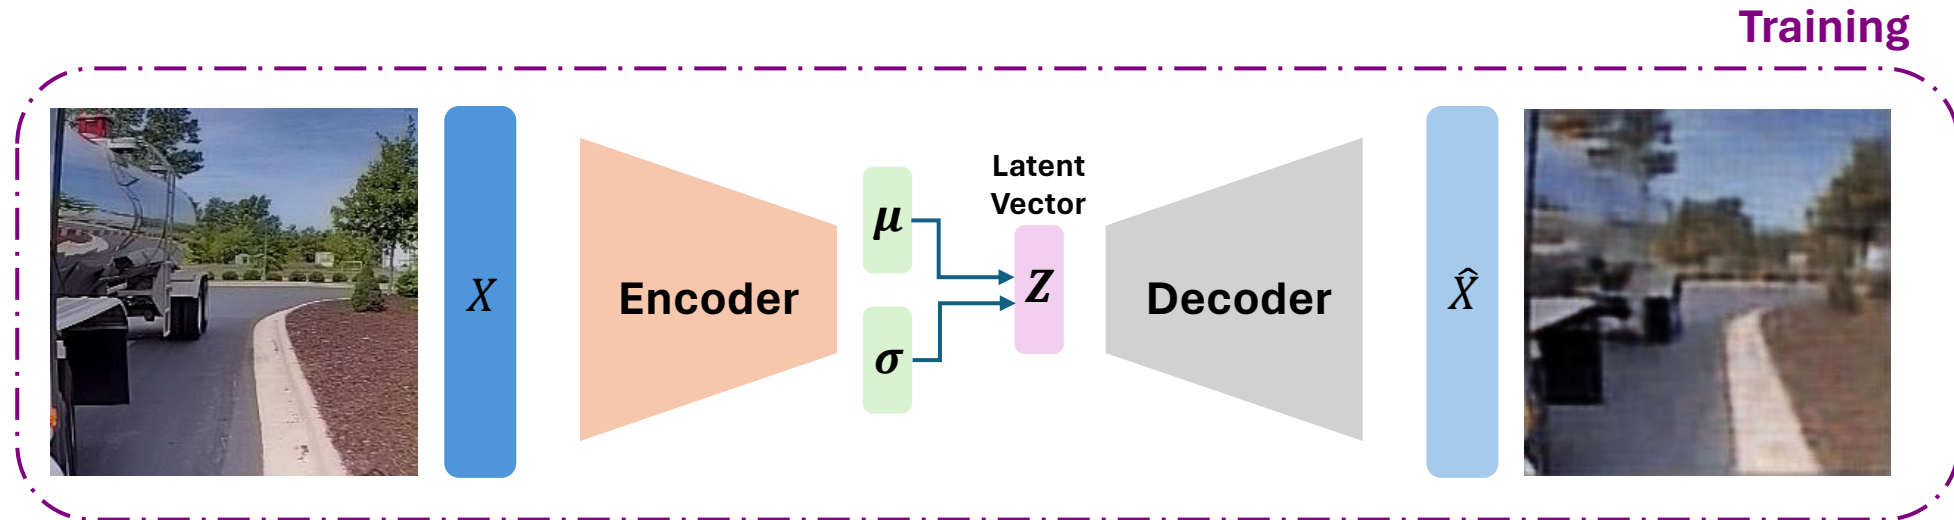 Training
X
Encoder
μ
σ
Latent
Vector
Z
Decoder
X̂